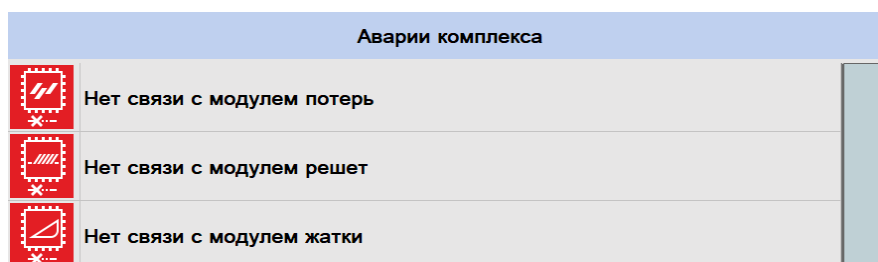 Аварии комплекса
Нет связи с модулем потерь
Нет связи с модулем решет
Нет связи с модулем жатки